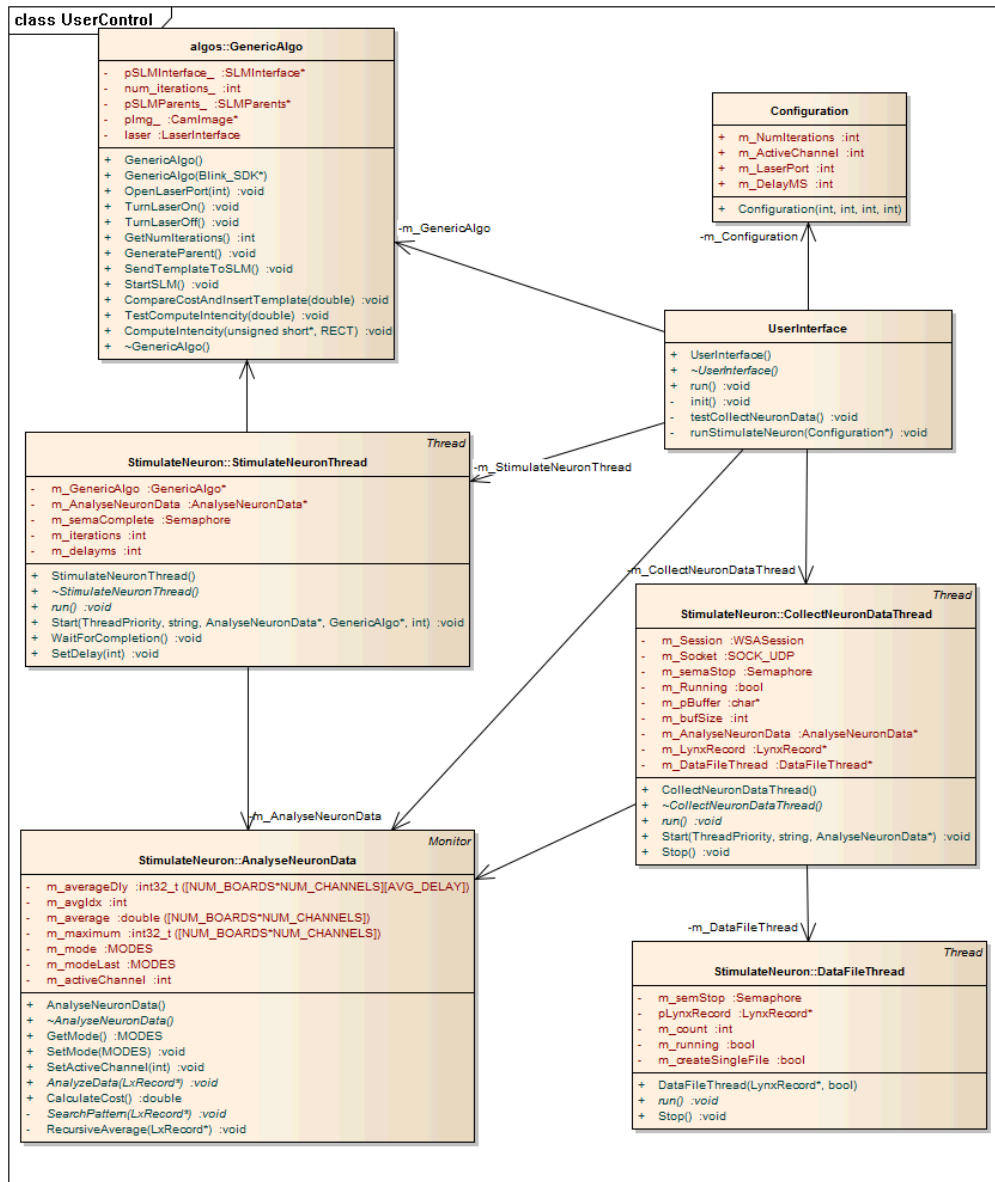 class UserControl
algos::GenericAlgo
- pSLMInterface_ :SLMInterface*
- num_iterations_ :int
- pSLMParents_ :SLMParents*
- pImg_ :CamImage*
- laser :LaserInterface
+ GenericAlgo()
+ GenericAlgo(Blink_SDK*)
+ OpenLaserPort(int) :void
+ TurnLaserOn() :void
+ TurnLaserOff() :void
+ GetNumIterations() :int
+ GenerateParent() :void
+ SendTemplateToSLM() :void
+ StartSLM() :void
+ CompareCostAndInsertTemplate(double) :void
+ TestComputeIntencity(double) :void
+ ComputeIntencity(unsigned short*, RECT) :void
+ ~GenericAlgo()
Configuration
+ m_NumIterations :int
+ m_ActiveChannel :int
+ m_LaserPort :int
+ m_DelayMS :int
+ Configuration(int, int, int, int)
-m_GenericAlgo
-m_Configuration
UserInterface
+ UserInterface()
+ ~UserInterface()
+ run() :void
- init() :void
- testCollectNeuronData() :void
- runStimulateNeuron(Configuration*) :void
Thread
StimulateNeuron::StimulateNeuronThread
- m_GenericAlgo :GenericAlgo*
- m_AnalyseNeuronData :AnalyseNeuronData*
- m_semaComplete :Semaphore
- m_iterations :int
- m_delayms :int
+ StimulateNeuronThread()
+ ~StimulateNeuronThread()
+ run() :void
+ Start(ThreadPriority, string, AnalyseNeuronData*, GenericAlgo*, int) :void
+ WaitForCompletion() :void
+ SetDelay(int) :void
-m_StimulateNeuronThread
-m_CollectNeuronDataThread
Thread
StimulateNeuron::CollectNeuronDataThread
- m_Session :WSASession
- m_Socket :SOCK_UDP
- m_semaStop :Semaphore
- m_Running :bool
- m_pBuffer :char*
- m_bufSize :int
- m_AnalyseNeuronData :AnalyseNeuronData*
- m_LynxRecord :LynxRecord*
- m_DataFileThread :DataFileThread*
+ CollectNeuronDataThread()
+ ~CollectNeuronDataThread()
+ run() :void
+ Start(ThreadPriority, string, AnalyseNeuronData*) :void
+ Stop() :void
-m_AnalyseNeuronData
Monitor
StimulateNeuron::AnalyseNeuronData
- m_averageDly :int32_t ([NUM_BOARDS*NUM_CHANNELS][AVG_DELAY])
- m_avgIdx :int
- m_average :double ([NUM_BOARDS*NUM_CHANNELS])
- m_maximum :int32_t ([NUM_BOARDS*NUM_CHANNELS])
- m_mode :MODES
- m_modeLast :MODES
- m_activeChannel :int
+ AnalyseNeuronData()
+ ~AnalyseNeuronData()
+ GetMode() :MODES
+ SetMode(MODES) :void
+ SetActiveChannel(int) :void
+ AnalyzeData(LxRecord*) :void
+ CalculateCost() :double
- SearchPattern(LxRecord*) :void
- RecursiveAverage(LxRecord*) :void
-m_DataFileThread
Thread
StimulateNeuron::DataFileThread
- m_semStop :Semaphore
- pLynxRecord :LynxRecord*
- m_count :int
- m_running :bool
- m_createSingleFile :bool
+ DataFileThread(LynxRecord*, bool)
+ run() :void
+ Stop() :void